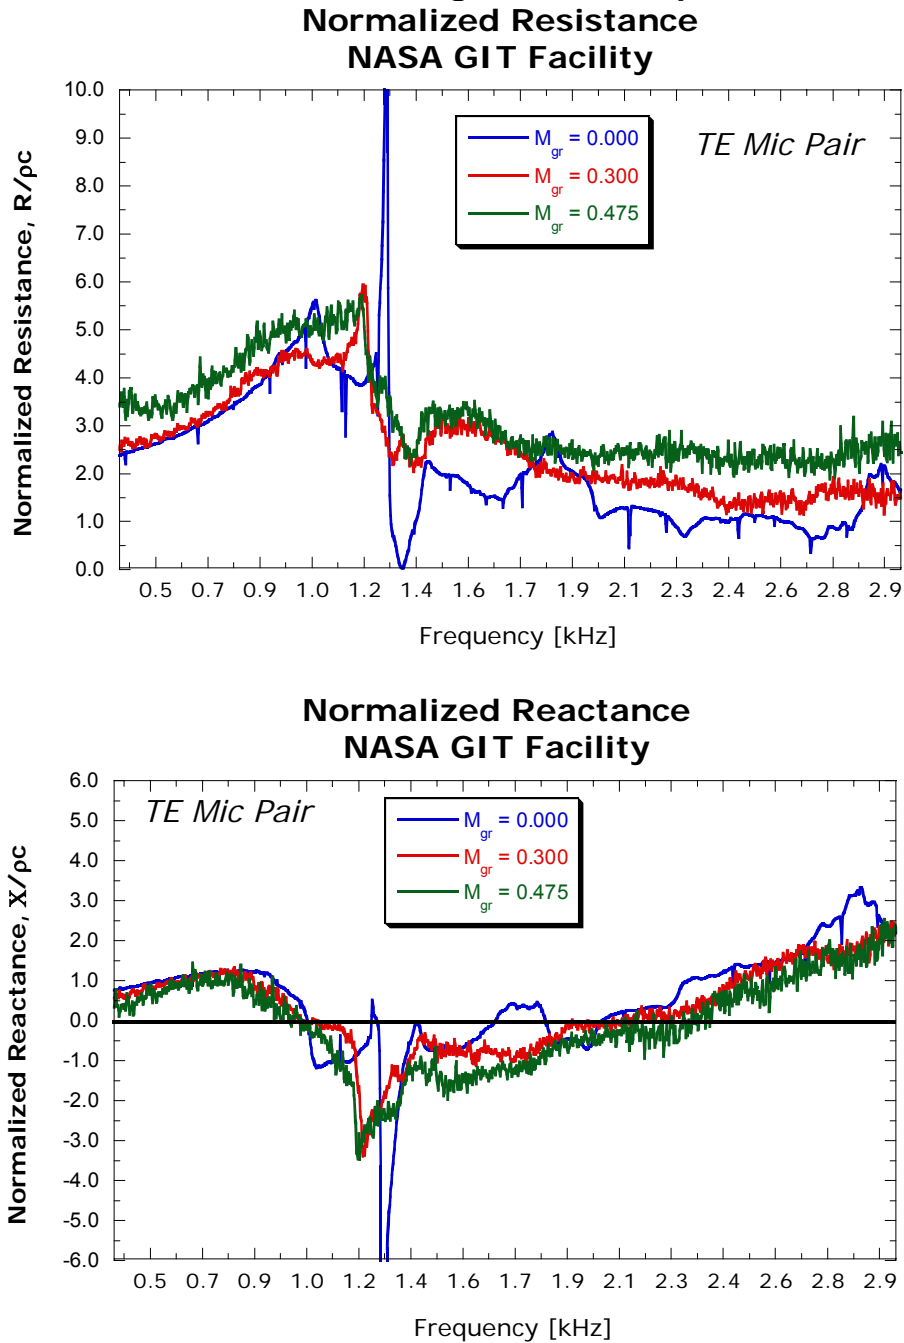 Normalized Resistance
NASA GIT Facility
10.0
9.0
8.0
7.0
6.0
5.0
4.0
3.0
2.0
1.0
0.0
Normalized Resistance, R/ρc
M_gr = 0.000
M_gr = 0.300
M_gr = 0.475
TE Mic Pair
0.5 0.7 0.9 1.0 1.2 1.4 1.6 1.7 1.9 2.1 2.3 2.4 2.6 2.8 2.9
Frequency [kHz]
Normalized Reactance
NASA GIT Facility
6.0
5.0
4.0
3.0
2.0
1.0
0.0
-1.0
-2.0
-3.0
-4.0
-5.0
-6.0
Normalized Reactance, X/ρc
TE Mic Pair
M_gr = 0.000
M_gr = 0.300
M_gr = 0.475
0.5 0.7 0.9 1.0 1.2 1.4 1.6 1.7 1.9 2.1 2.3 2.4 2.6 2.8 2.9
Frequency [kHz]